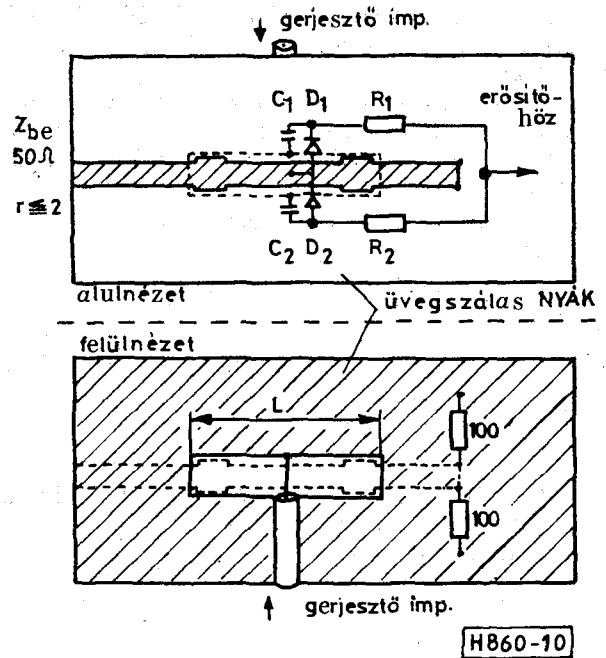 gerjesztő imp.
C1 D1 R1
erősítő-
höz
Zbe
50Ω
r≦2
C2 D2 R2
alulnézet
üvegszálas NYÁK
felülnézet
L
100
100
gerjesztő imp.
H860-10